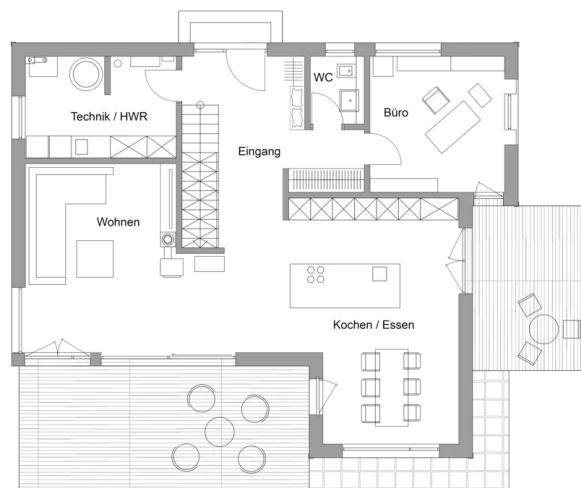 WC
Technik / HWR
Büro
Eingang
Wohnen
Kochen / Essen